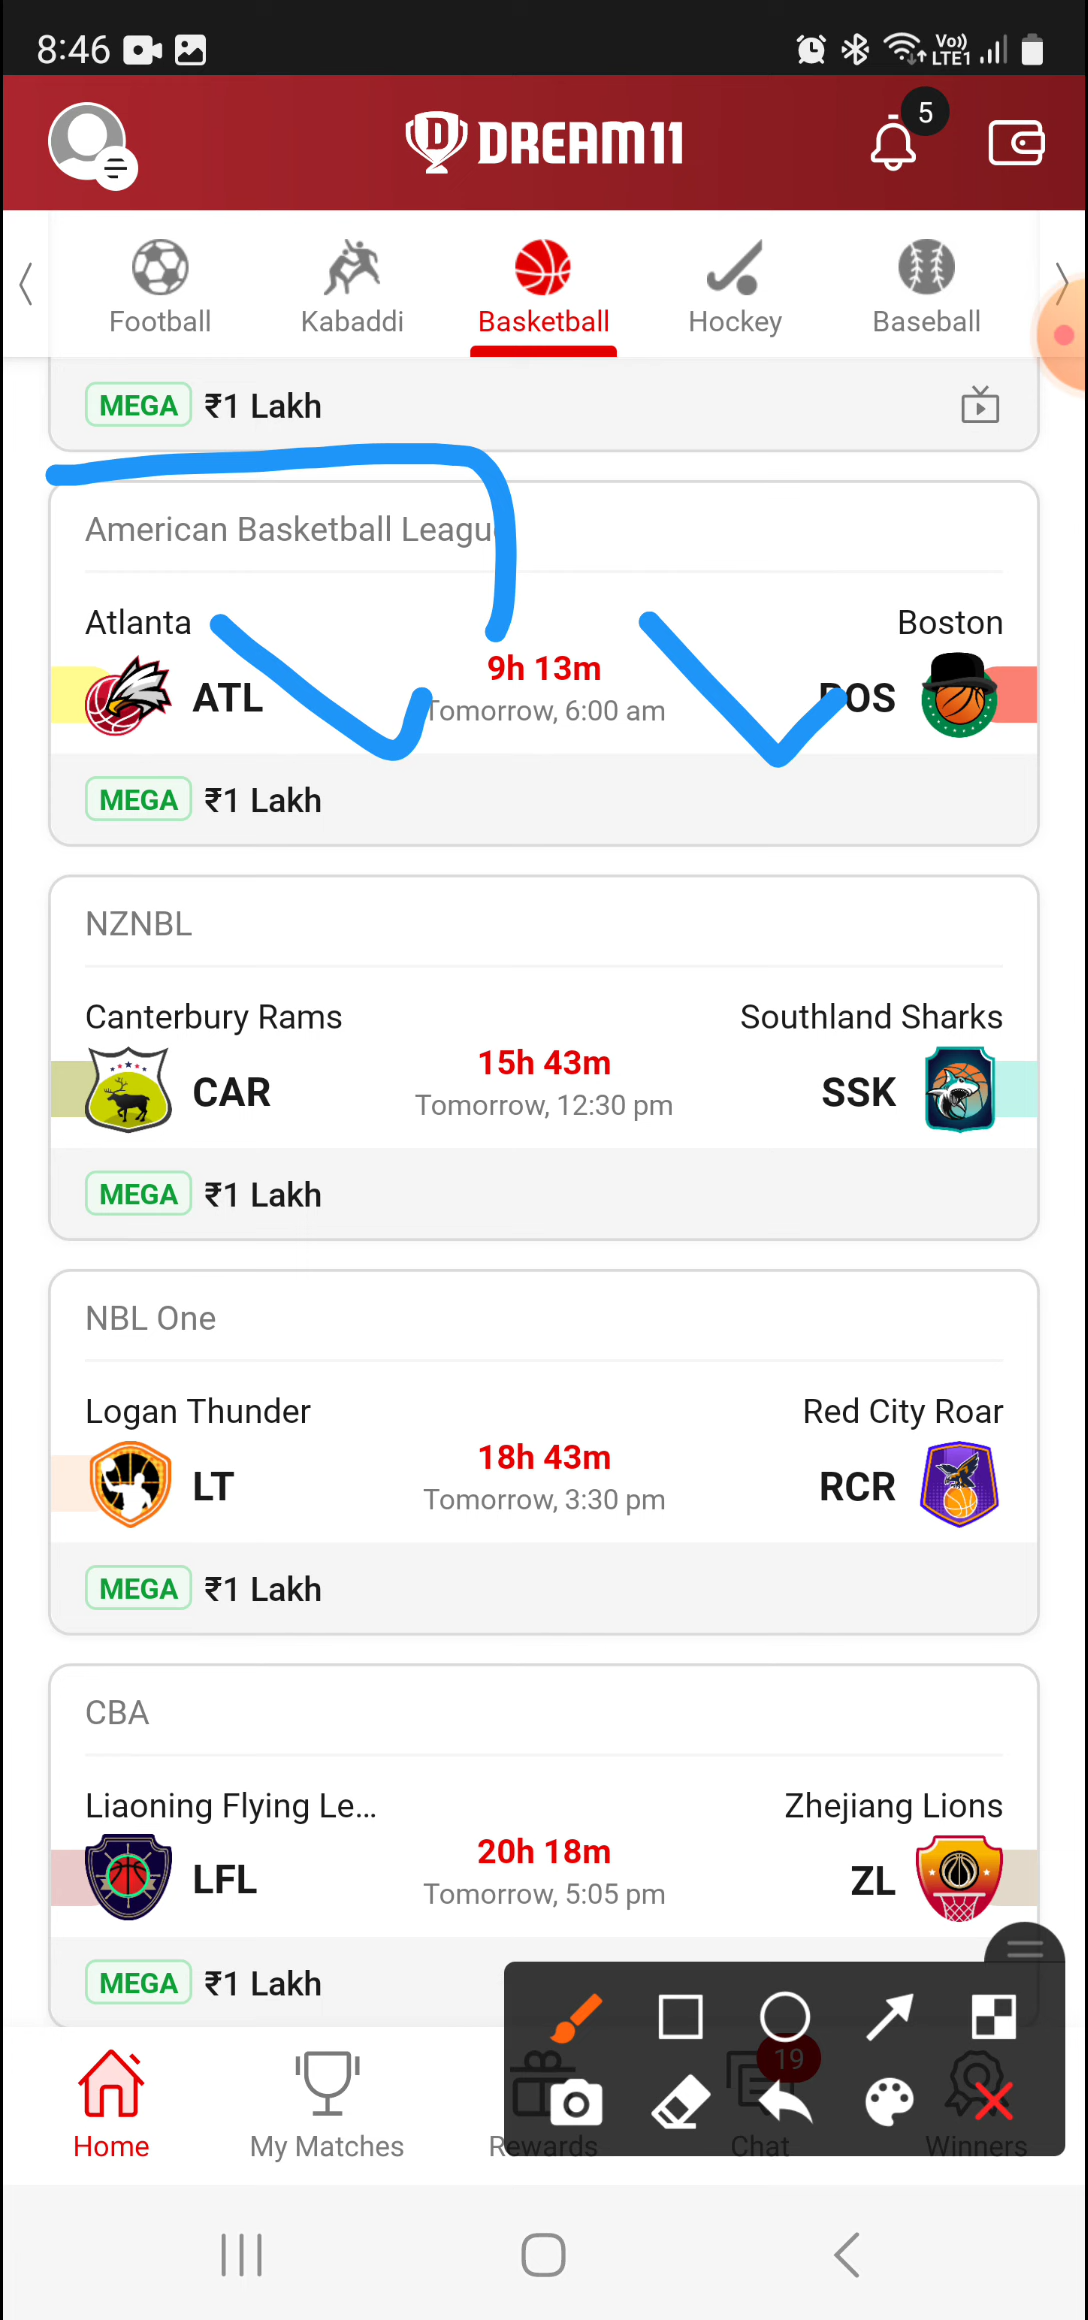 8:46 Vo)) LTE1
DREAM11 5
Football Kabaddi Basketball Hockey Baseball
MEGA ₹1 Lakh
American Basketball
Atlanta Boston
ATL 9h 13m
Tomorrow, 6:00 am
MEGA ₹1 Lakh
NZNBL
Canterbury Rams Southland Sharks
CAR 15h 43m SSK
Tomorrow, 12:30 pm
MEGA ₹1 Lakh
NBL One
Logan Thunder Red City Roar
LT 18h 43m RCR
Tomorrow, 3:30 pm
MEGA ₹1 Lakh
CBA
Liaoning Flying Le... Zhejiang Lions
LFL 20h 18m ZL
Tomorrow, 5:05 pm
MEGA ₹1 Lakh
19
Home My Matches Rewards Chat Winners